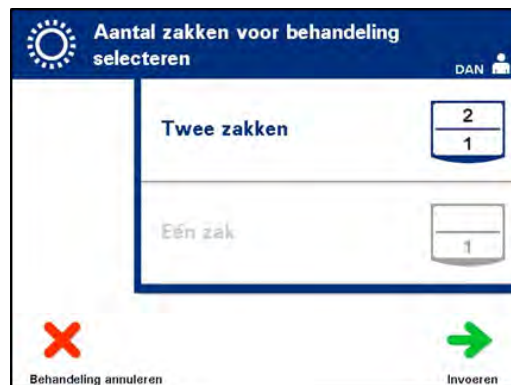 Aantal zakken voor behandeling
selecteren
DAN
Twee zakken
2
1
Eén zak
1
Behandeling annuleren
Invoeren